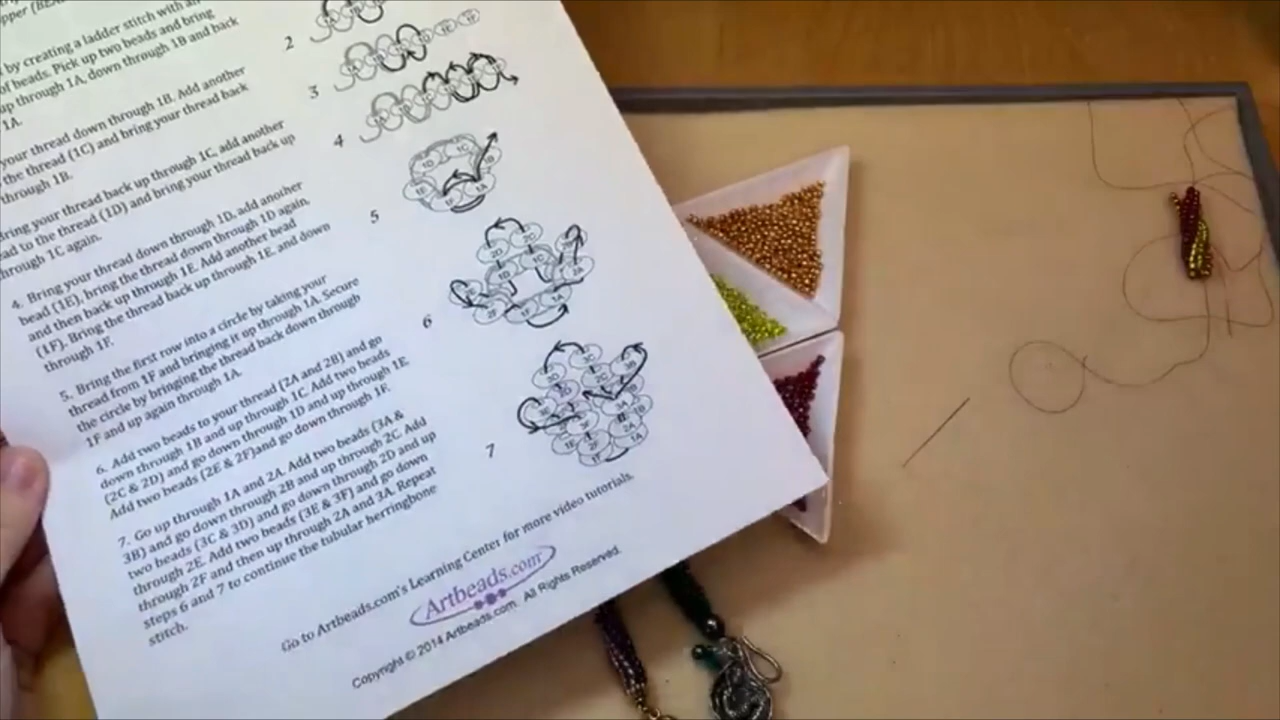 by creating a ladder stitch with an
of beads. Pick up two beads and bring
up through 1A, down through 1B and back
1A.
your thread down through 1B. Add another
the thread (1C) and bring your thread back
through 1B.
ring your thread back up through 1C, add another
ad to the thread (1D) and bring your thread back up
hrough 1C again.
4. Bring your thread down through 1D, add another
bead (1E), bring the thread down through 1D again,
and then back up through 1E. Add another bead
(1F). Bring the thread back up through 1E, and down
through 1F.
5. Bring the first row into a circle by taking your
thread from 1F and bringing it up through 1A. Secure
the circle by bringing the thread back down through
1F and up again through 1A.
6. Add two beads to your thread (2A and 2B) and go
down through 1B and up through 1C. Add two beads
(2C & 2D) and go down through 1D and up through 1E.
Add two beads (2E & 2F)and go down through 1F.
7. Go up through 1A and 2A. Add two beads (3A &
3B) and go down through 2B and up through 2C. Add
two beads (3C & 3D) and go down through 2D and up
through 2E. Add two beads (3E & 3F) and go down
through 2F and then up through 2A and 3A. Repeat
steps 6 and 7 to continue the tubular herringbone
stitch.
2
3
4
5
6
7
Go to Artbeads.com's Learning Center for more video tutorials.
Artbeads.com
Copyright © 2014 Artbeads.com. All Rights Reserved.